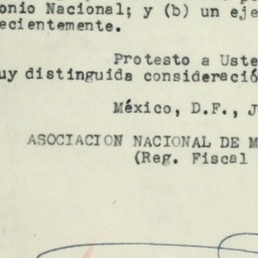 onio Nacional; y (b) un eje
ecientemente.
Protesto a Uste
uy distinguida consideració
México, D.F., J
ASOCIACION NACIONAL DE M
(Reg. Fiscal